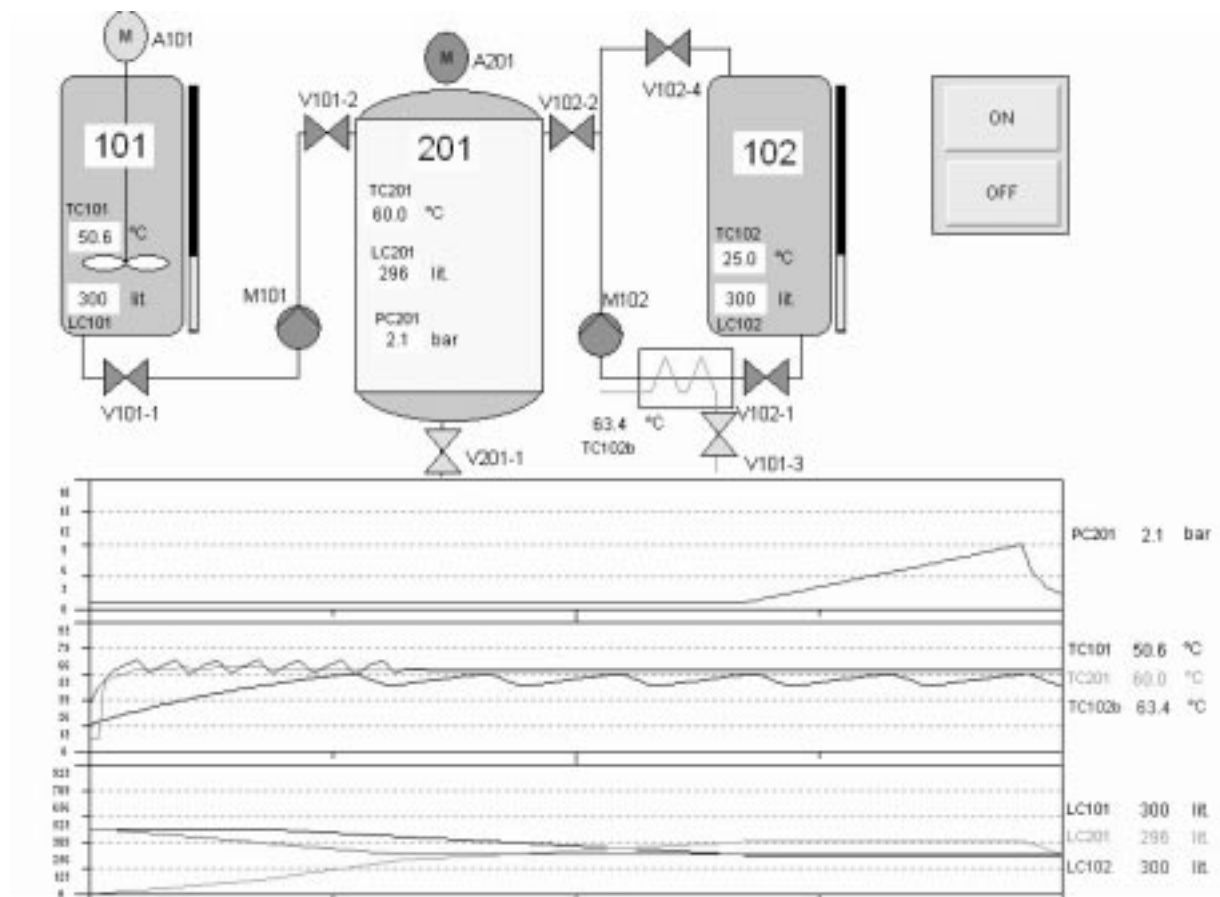 M A101
M A201
V101-2
V102-2
V102-4
101
201
102
ON
OFF
TC101
50.6 °C
300 lit
LC101
TC201
60.0 °C
LC201
296 lit.
PC201
2.1 bar
TC102
25.0 °C
300 lit
LC102
M101
M102
V101-1
V102-1
63.4 °C
TC102b
V201-1
V101-3
PC201 2.1 bar
TC101 50.6 °C
TC201 60.0 °C
TC102b 63.4 °C
LC101 300 lit.
LC201 296 lit.
LC102 300 lit.